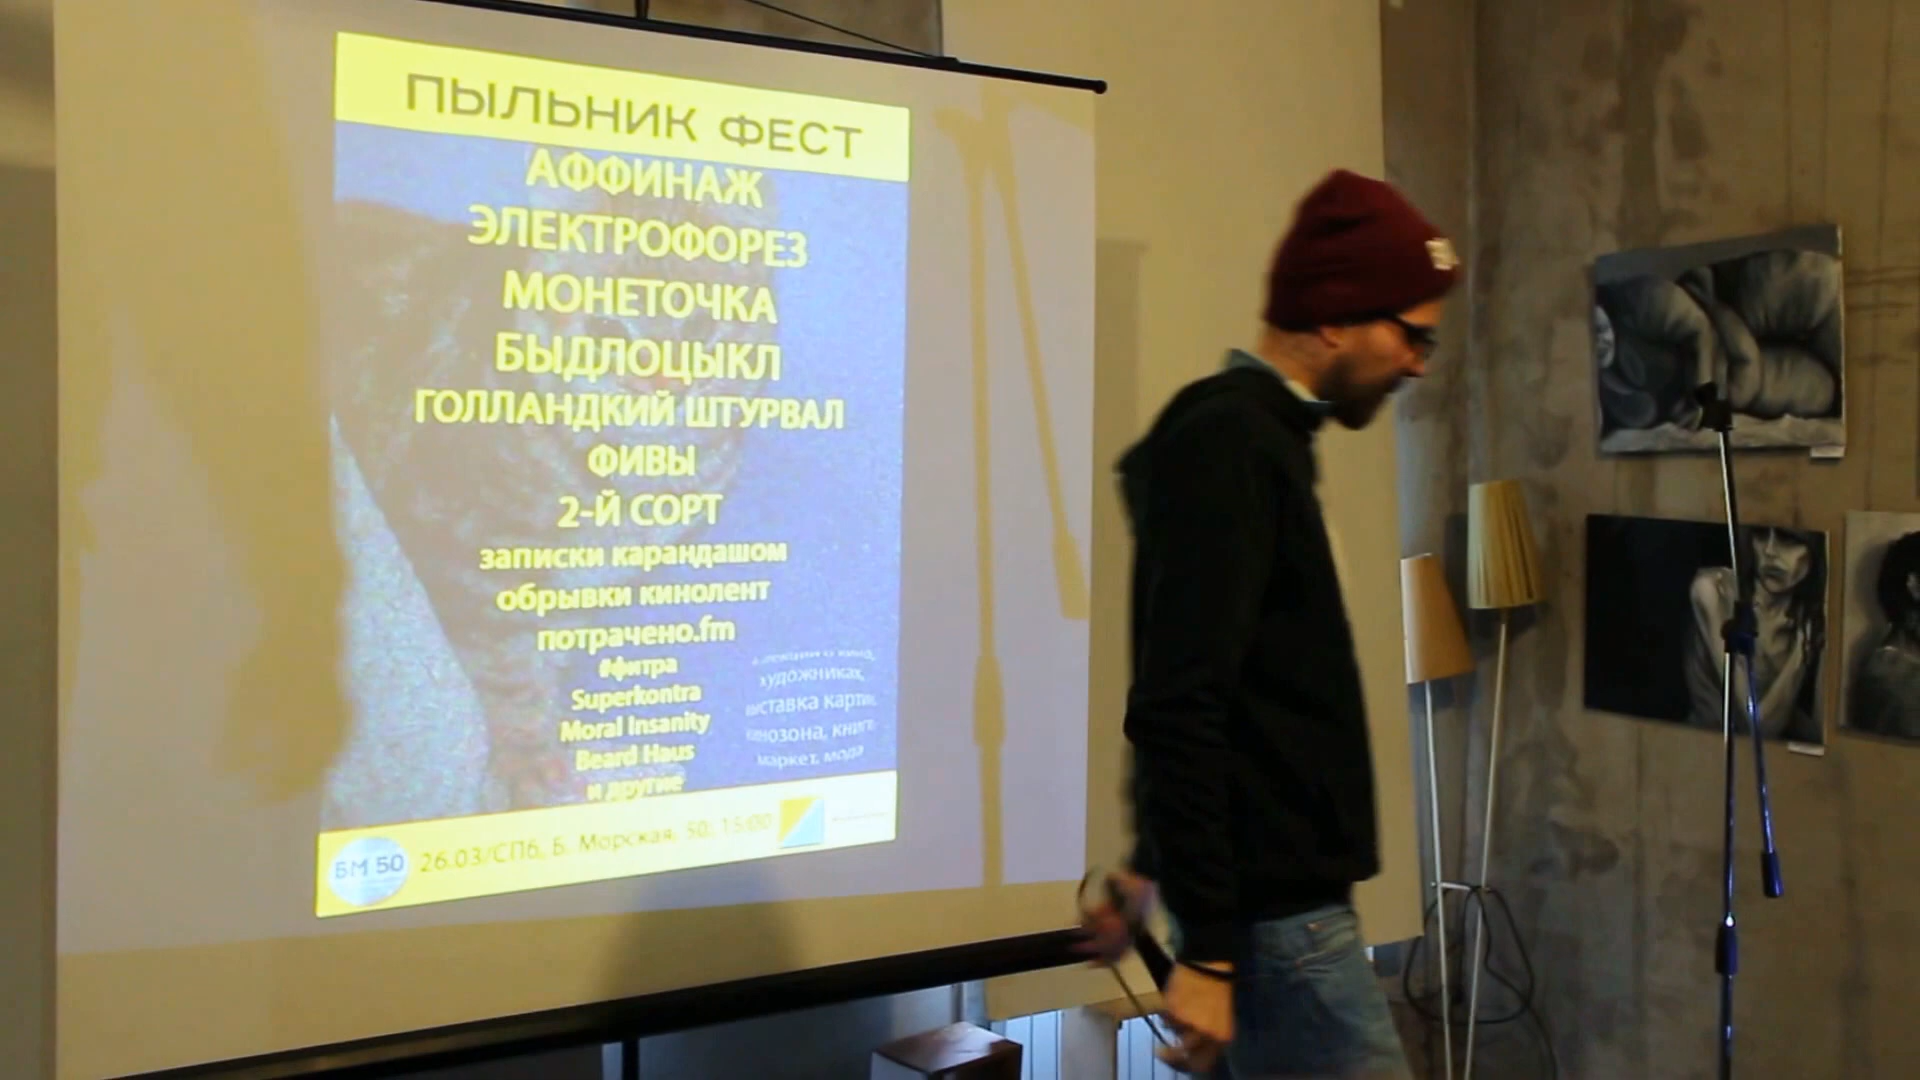 ПЫЛЬНИК ФЕСТ
АФФИНАЖ
ЭЛЕКТРОФОРЕЗ
МОНЕТОЧКА
БЫДЛОЦЫКЛ
ГОЛЛАНДКИЙ ШТУРВАЛ
ФИВЫ
2-Й СОРТ
записки карандашом
обрывки кинолент
потрачено.fm
#фитра
Superkontra
Moral Insanity
Beard Haus
и другие
художниках,
маркет, мода
БМ 50
26.03/СПб, Б. Морская, 50, 15:00